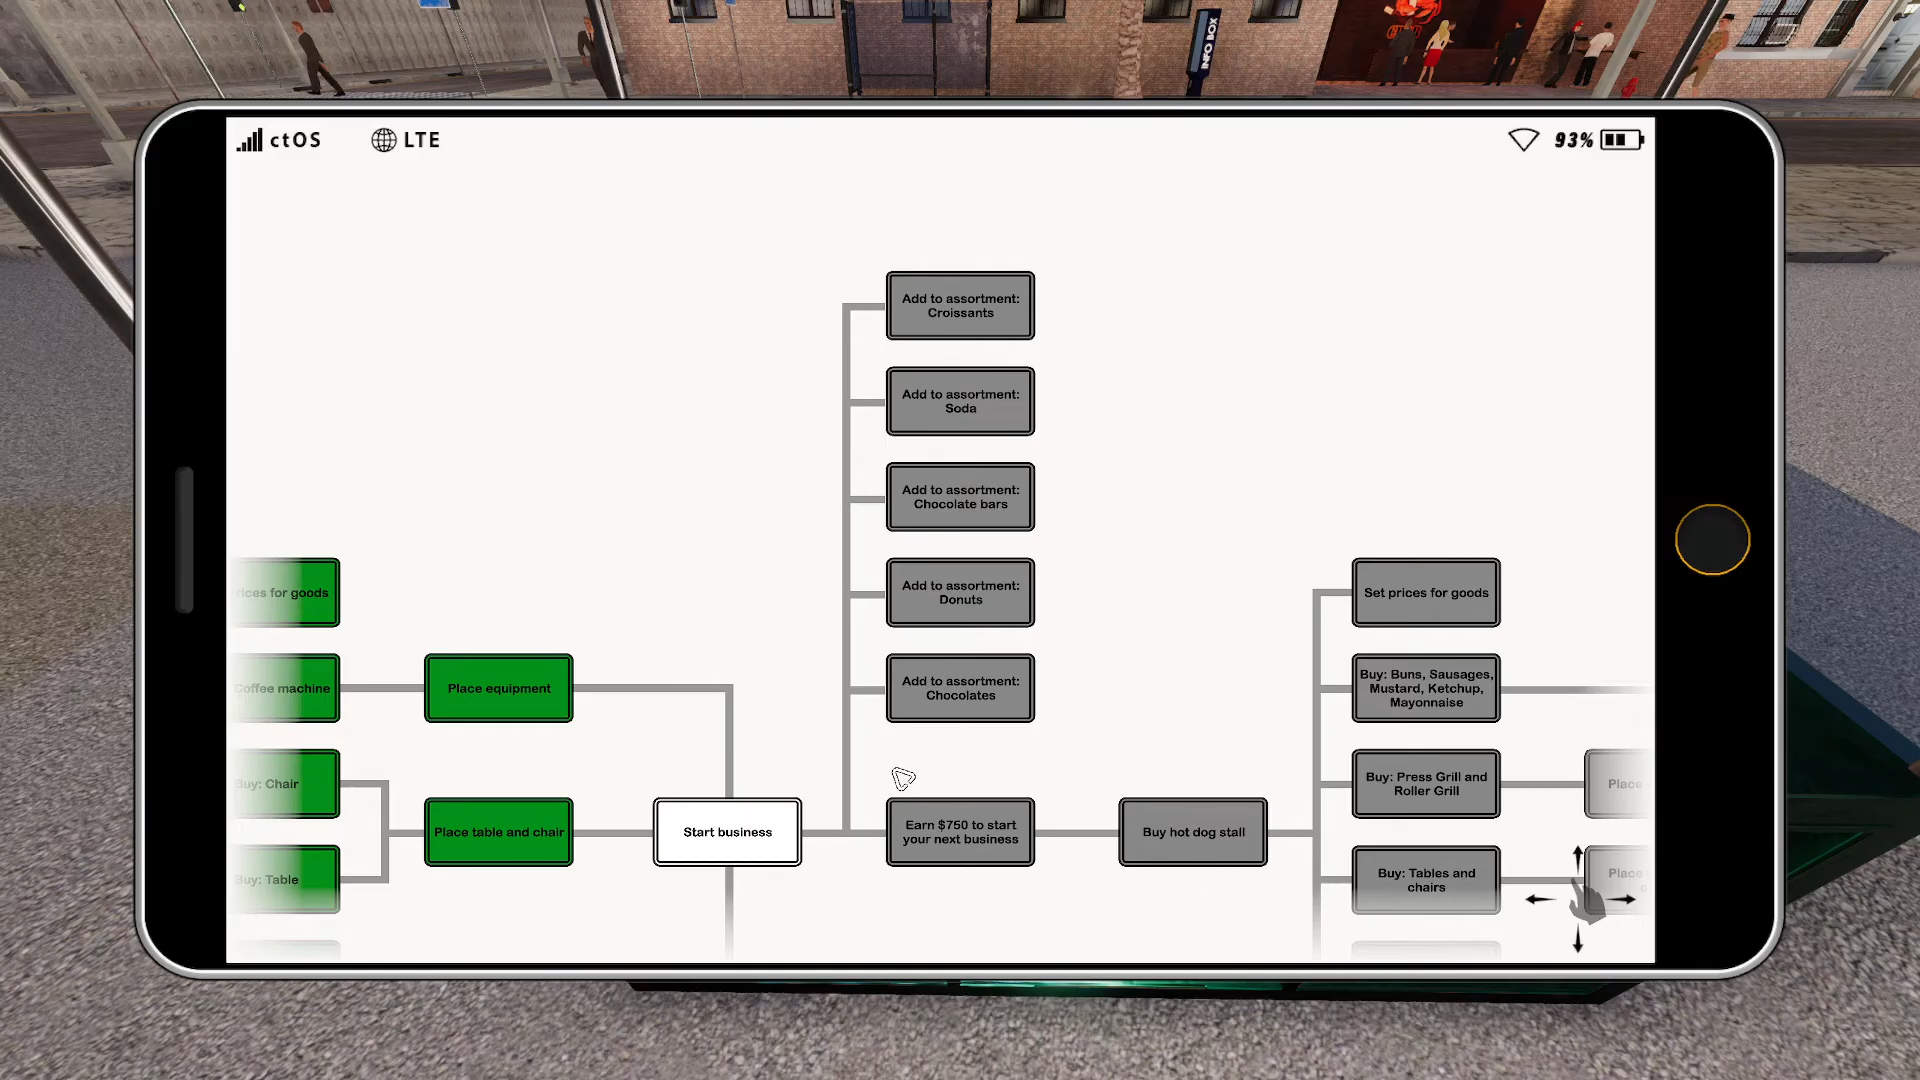 INFO BOX
ctOS
LTE
93%
Add to assortment:
Croissants
Add to assortment:
Soda
Add to assortment:
Chocolate bars
Add to assortment:
Donuts
Add to assortment:
Chocolates
rices for goods
Set prices for goods
Coffee machine
Place equipment
Buy: Buns, Sausages,
Mustard, Ketchup,
Mayonnaise
Buy: Chair
Buy: Press Grill and
Roller Grill
Place
Place table and chair
Start business
Earn $750 to start
your next business
Buy hot dog stall
Buy: Table
Buy: Tables and
chairs
Place